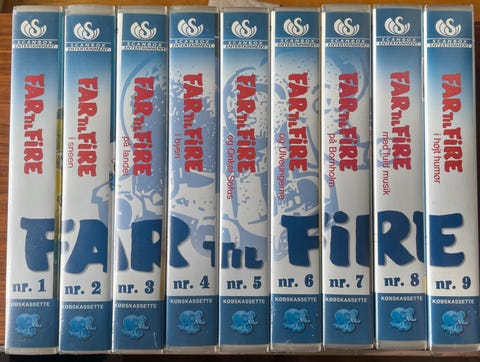 SCANBOX
ENTERTAINMENT
FAR TIL FiRE
nr. 1
KØBSKASSETTE
SCANBOX
ENTERTAINMENT
FAR TIL FiRE
i sneen
nr. 2
KØBSKASSETTE
SCANBOX
ENTERTAINMENT
FAR TIL FiRE
på landet
nr. 3
KØBSKASSETTE
SCANBOX
ENTERTAINMENT
FAR TIL FiRE
i byen
nr. 4
KØBSKASSETTE
SCANBOX
ENTERTAINMENT
FAR TIL FiRE
og Onkel Sofus
nr. 5
KØBSKASSETTE
SCANBOX
ENTERTAINMENT
FAR TIL FiRE
og Ulveungerne
nr. 6
KØBSKASSETTE
SCANBOX
ENTERTAINMENT
FAR TIL FiRE
på Bornholm
nr. 7
KØBSKASSETTE
SCANBOX
ENTERTAINMENT
FAR TIL FiRE
med fuld musik
nr. 8
KØBSKASSETTE
SCANBOX
ENTERTAINMENT
FAR TIL FiRE
i højt humør
nr. 9
KØBSKASSETTE
FAR TIL FiRE